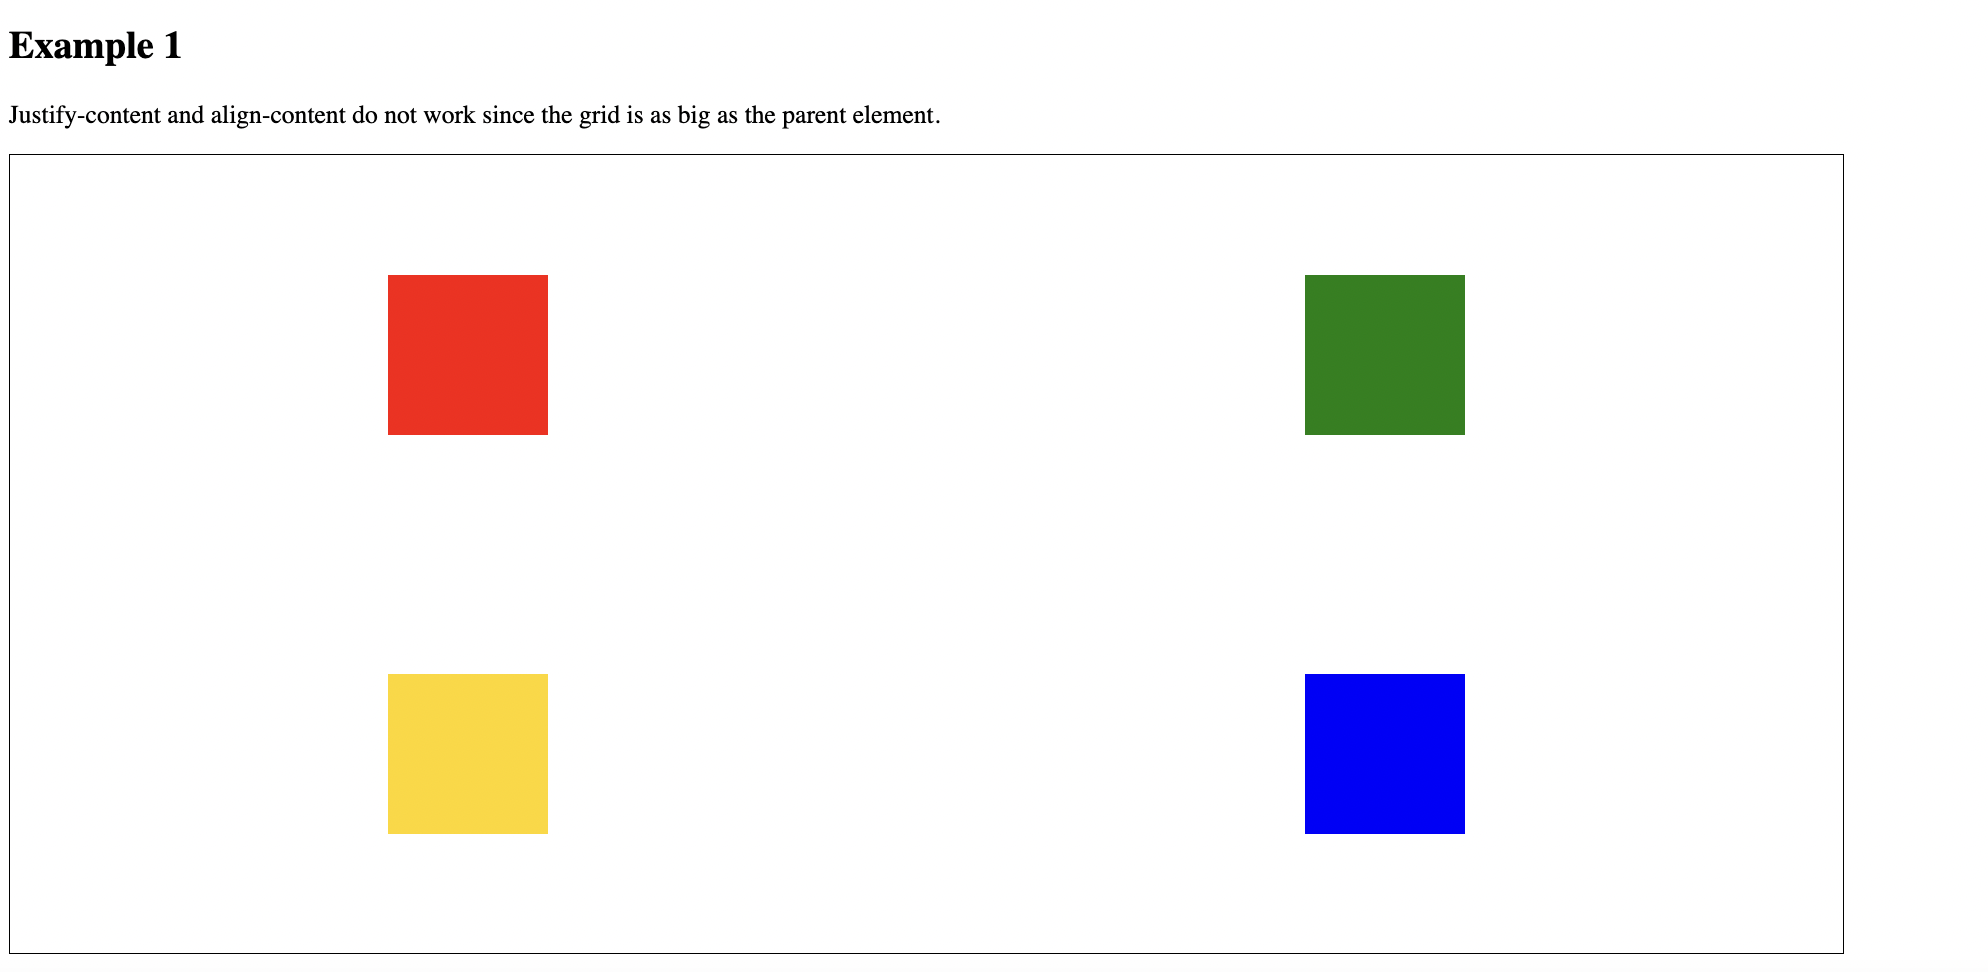 Example 1
Justify-content and align-content do not work since the grid is as big as the parent element.